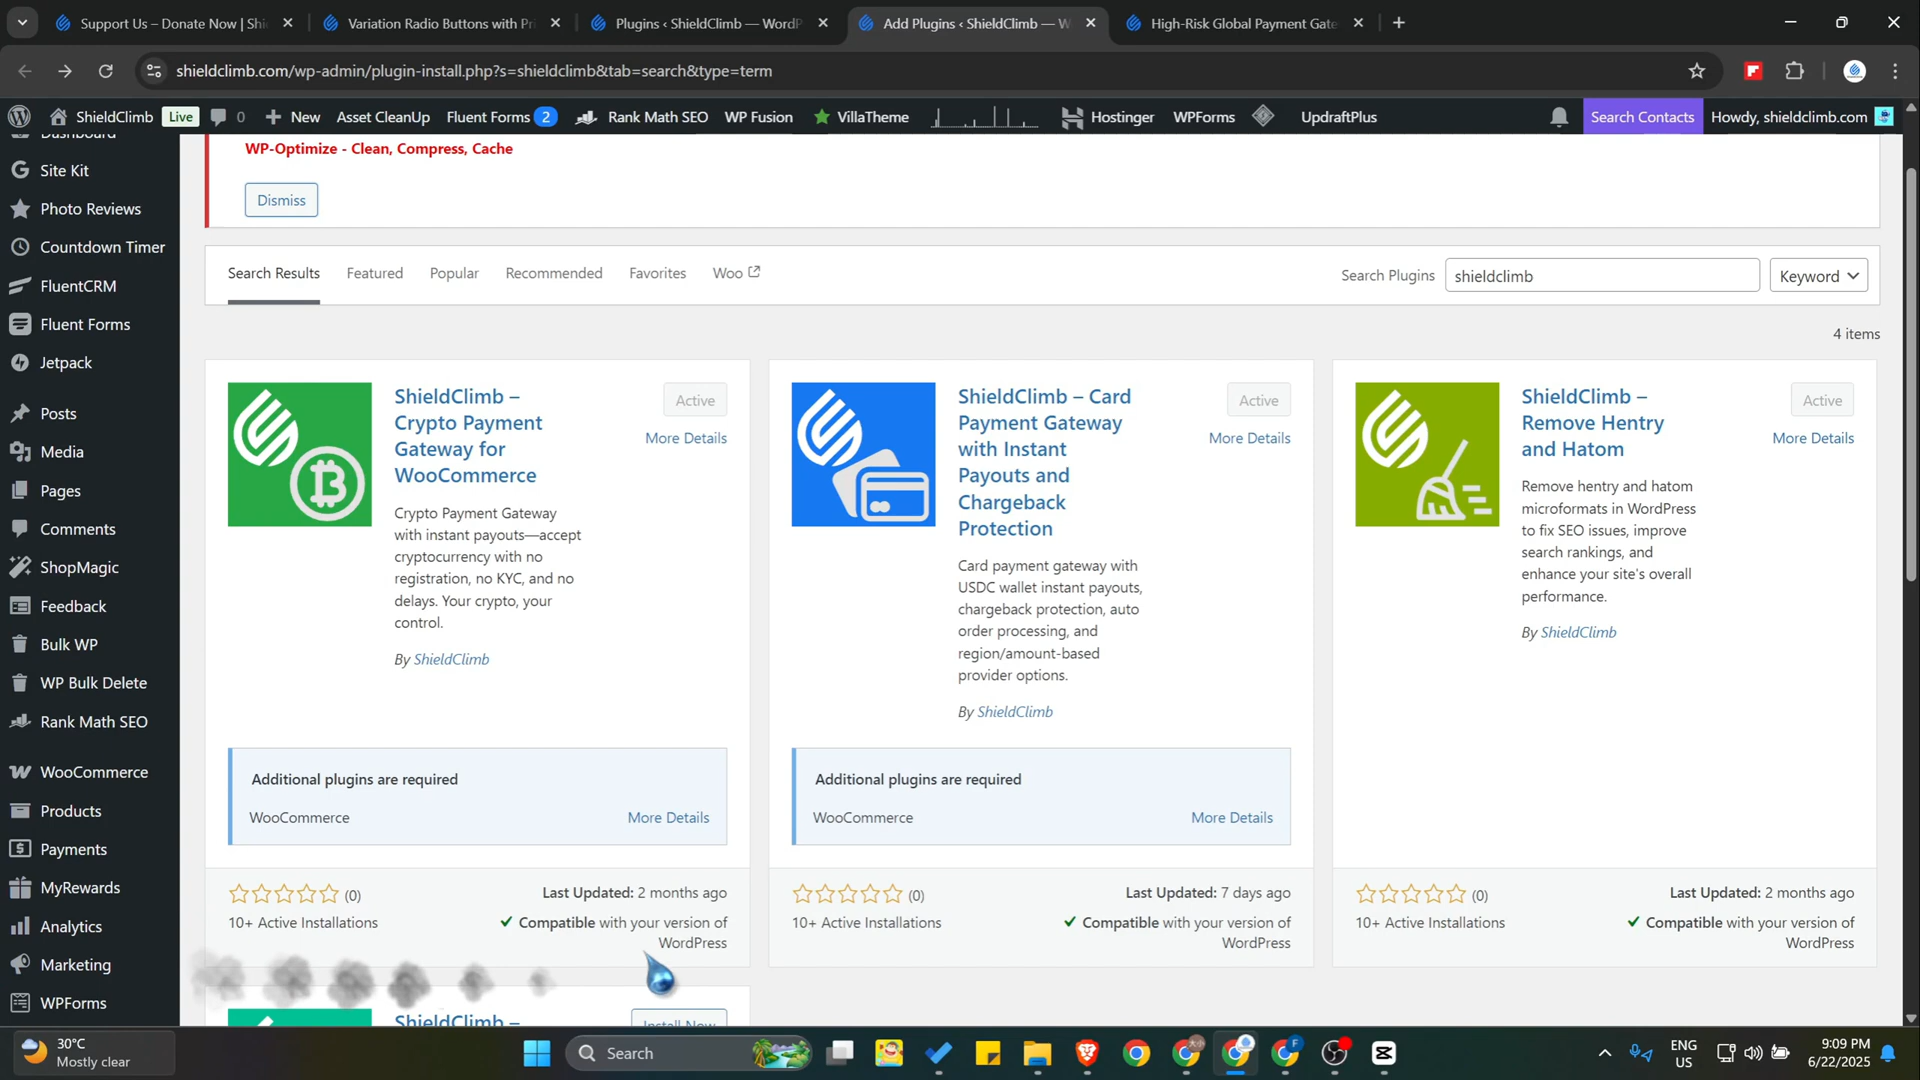 Support Us – Donate Now | Shi
Variation Radio Buttons with Pri
Plugins ‹ ShieldClimb — WordP
Add Plugins ‹ ShieldClimb — W
High-Risk Global Payment Gate
shieldclimb.com/wp-admin/plugin-install.php?s=shieldclimb&tab=search&type=term
ShieldClimb Live 0 New Asset CleanUp Fluent Forms 2 Rank Math SEO WP Fusion VillaTheme Hostinger WPForms UpdraftPlus Search Contacts Howdy, shieldclimb.com
Dashboard
Site Kit
Photo Reviews
Countdown Timer
FluentCRM
Fluent Forms
Jetpack
Posts
Media
Pages
Comments
ShopMagic
Feedback
Bulk WP
WP Bulk Delete
Rank Math SEO
WooCommerce
Products
Payments
MyRewards
Analytics
Marketing
WPForms
WP-Optimize - Clean, Compress, Cache
Dismiss
Search Results Featured Popular Recommended Favorites Woo
Search Plugins shieldclimb Keyword
4 items
ShieldClimb –
Crypto Payment
Gateway for
WooCommerce
Active
More Details
Crypto Payment Gateway
with instant payouts—accept
cryptocurrency with no
registration, no KYC, and no
delays. Your crypto, your
control.
By ShieldClimb
Additional plugins are required
WooCommerce More Details
(0)
10+ Active Installations
Last Updated: 2 months ago
Compatible with your version of
WordPress
ShieldClimb – Card
Payment Gateway
with Instant
Payouts and
Chargeback
Protection
Active
More Details
Card payment gateway with
USDC wallet instant payouts,
chargeback protection, auto
order processing, and
region/amount-based
provider options.
By ShieldClimb
Additional plugins are required
WooCommerce More Details
(0)
10+ Active Installations
Last Updated: 7 days ago
Compatible with your version of
WordPress
ShieldClimb –
Remove Hentry
and Hatom
Active
More Details
Remove hentry and hatom
microformats in WordPress
to fix SEO issues, improve
search rankings, and
enhance your site's overall
performance.
By ShieldClimb
(0)
10+ Active Installations
Last Updated: 2 months ago
Compatible with your version of
WordPress
ShieldClimb –
Install Now
30°C
Mostly clear
Search
ENG
US
9:09 PM
6/22/2025